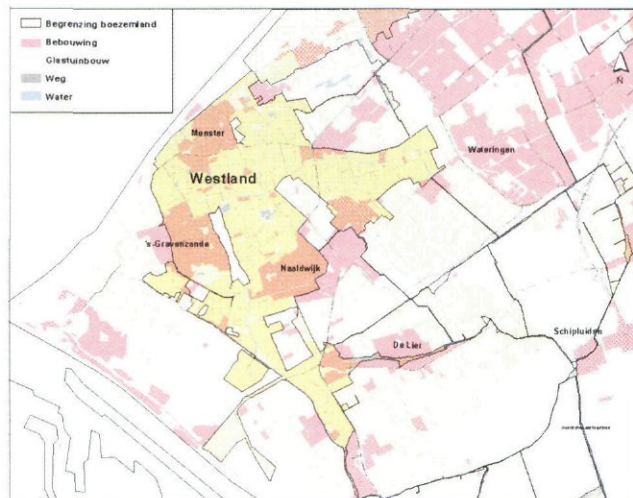 Begrenzing boezemland
Bebouwing
Glastuinbouw
Weg
Water
N
Monster
Wateringen
Westland
's-Gravenzande
Naaldwijk
De Lier
Schipluiden